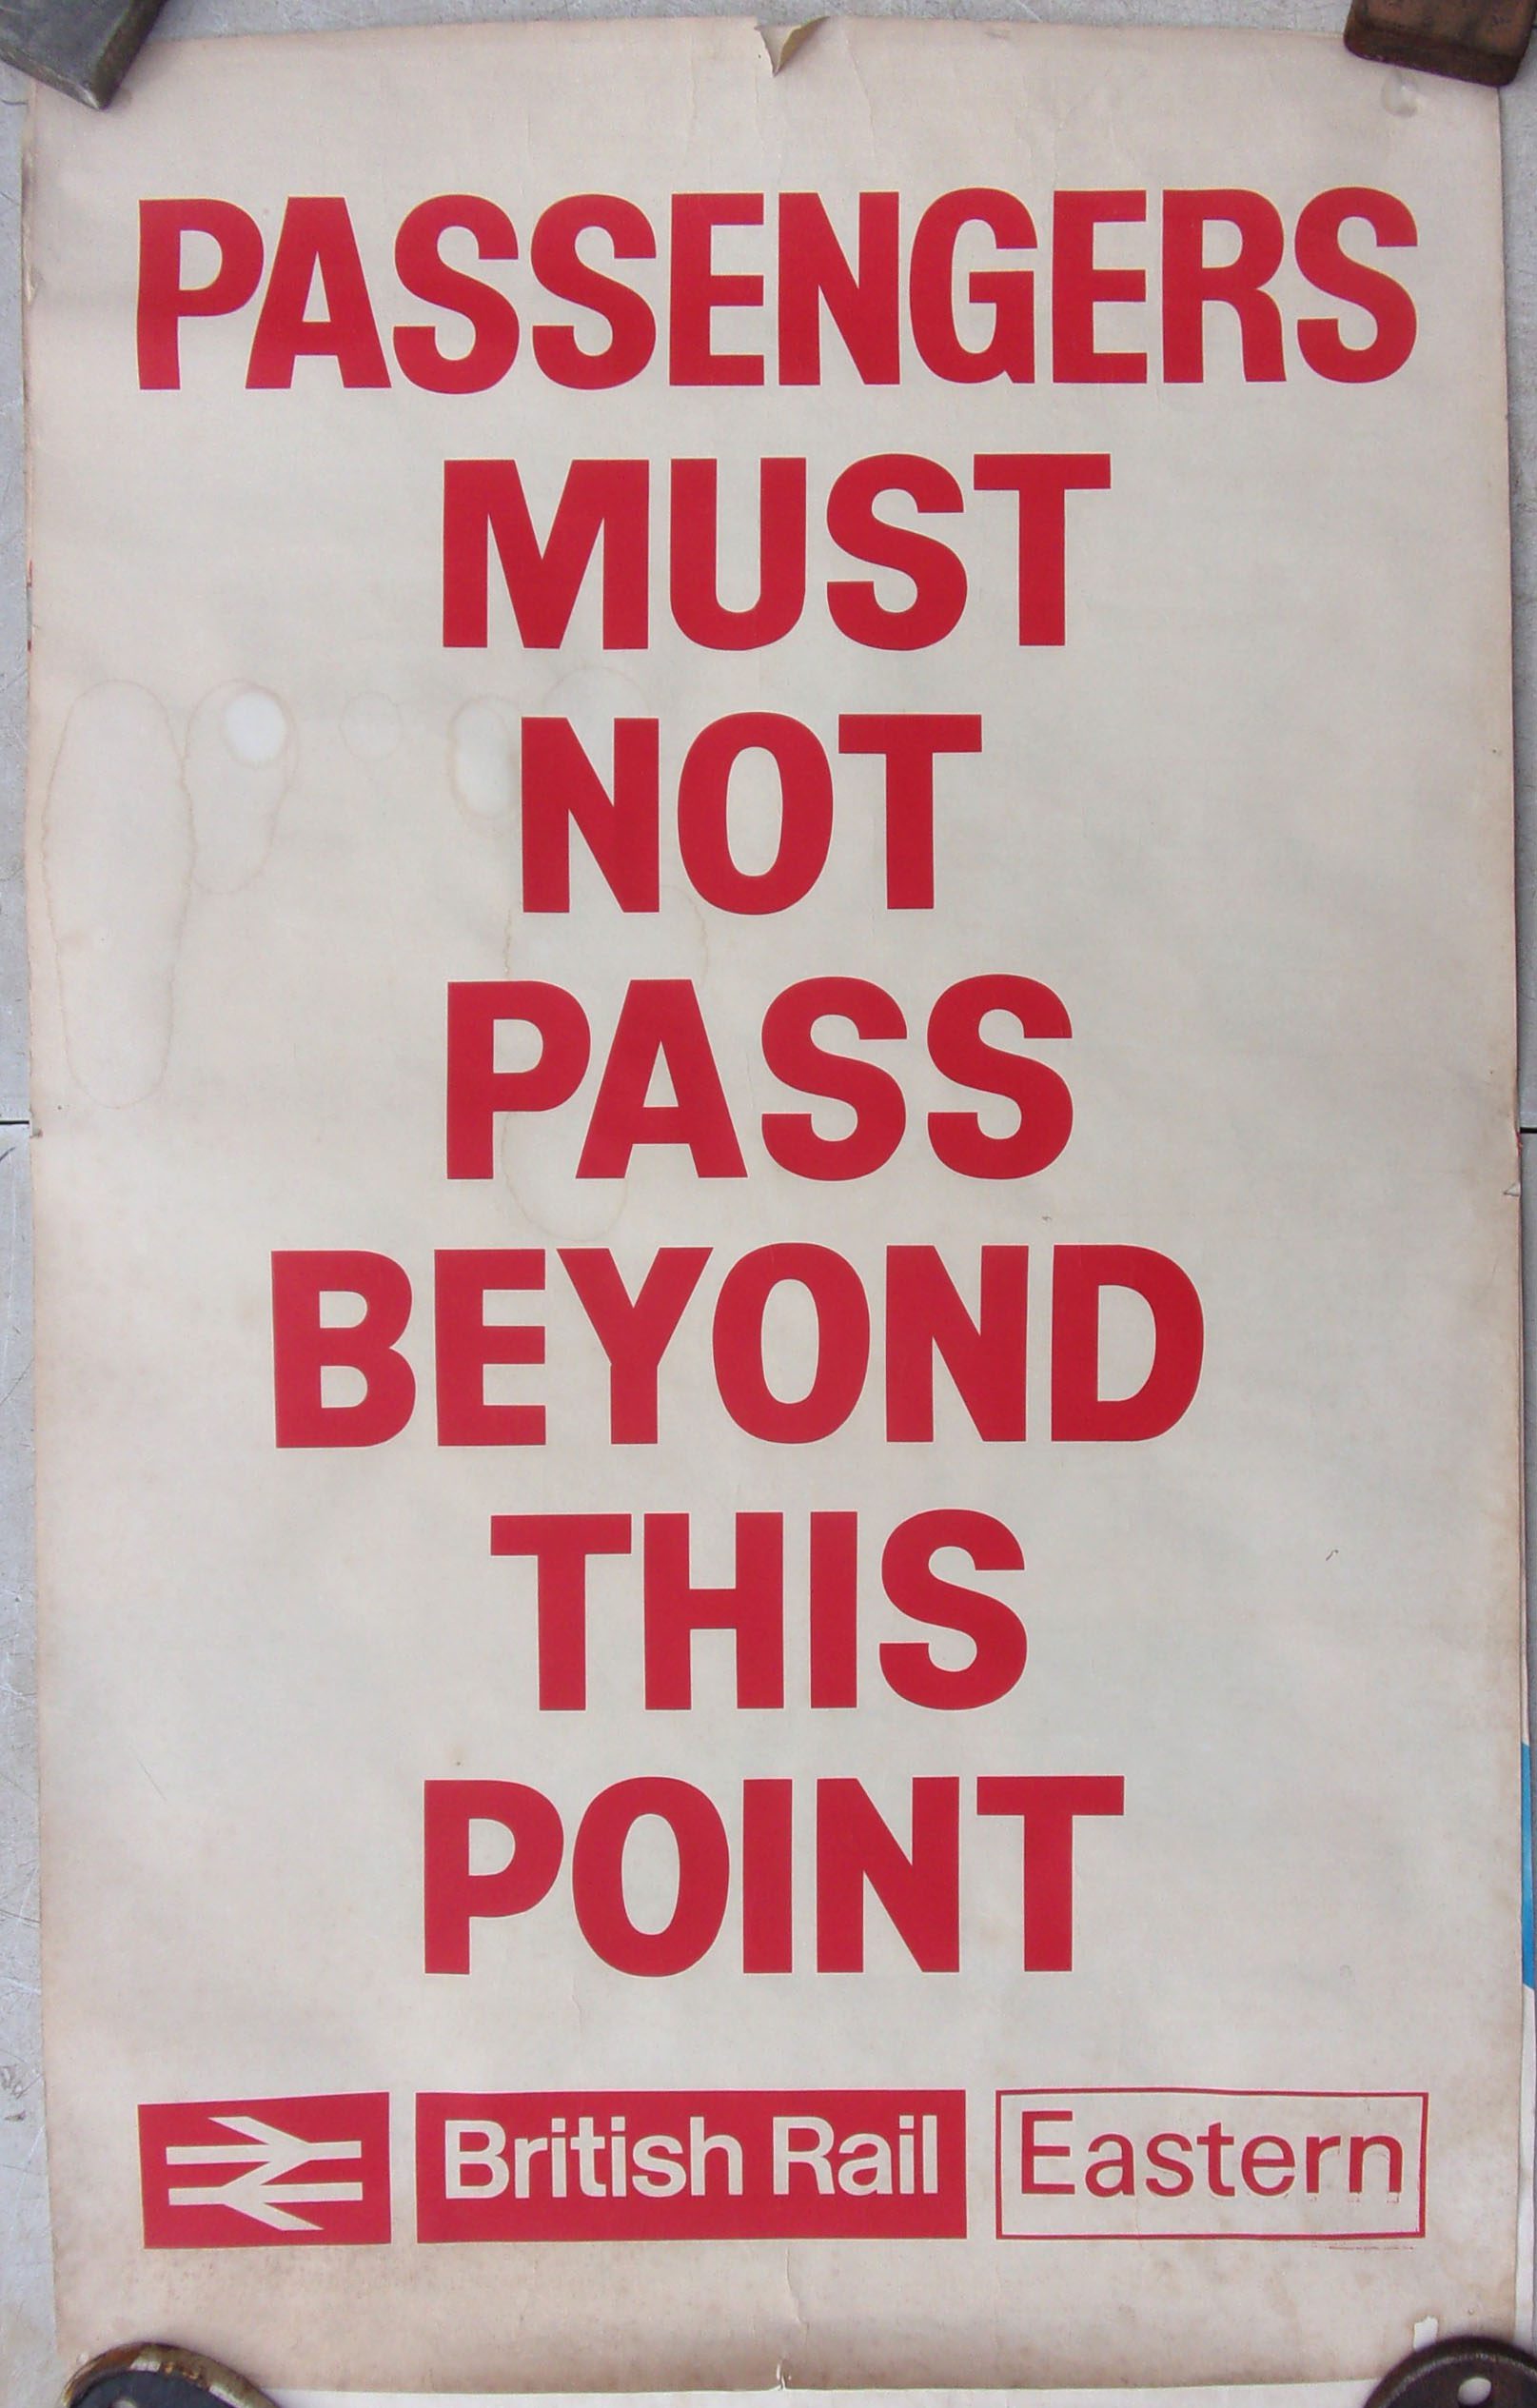 PASSENGERS
MUST
NOT
PASS
BEYOND
THIS
POINT
British Rail Eastern